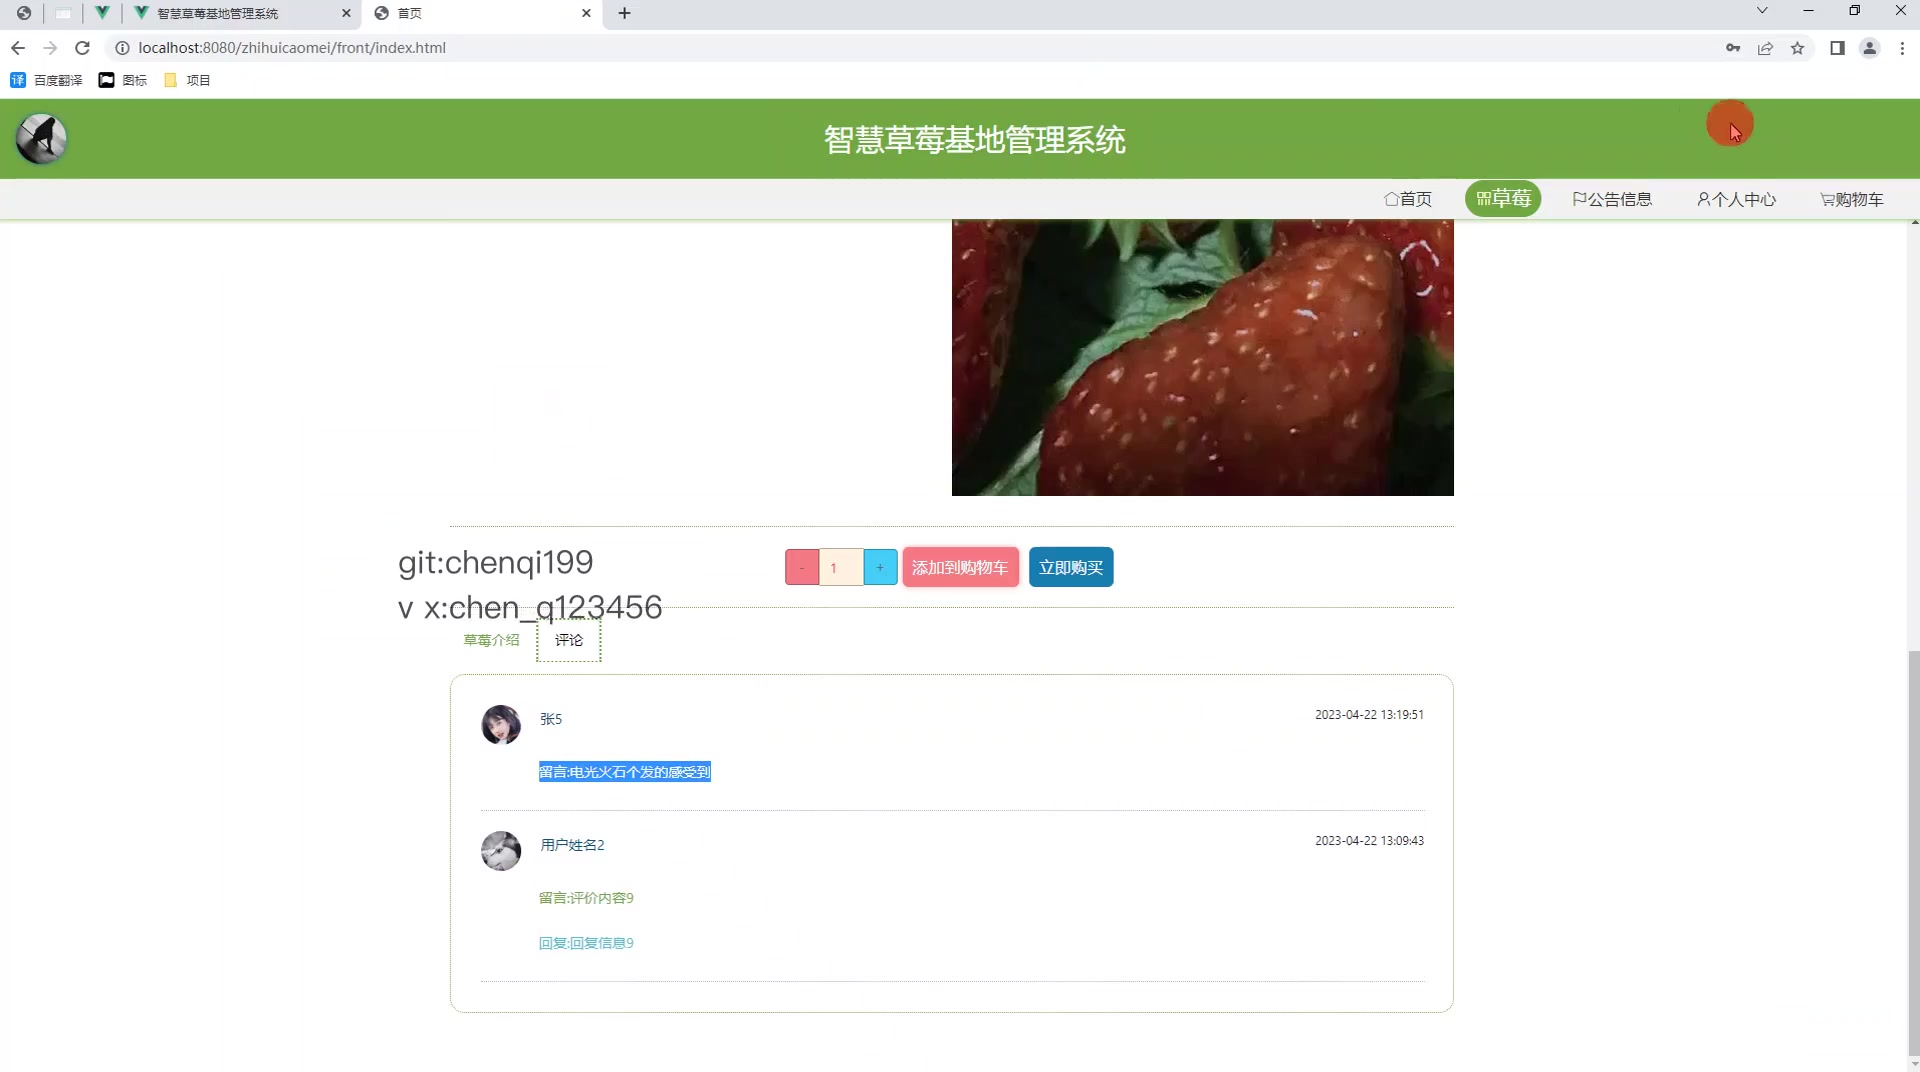 智慧草莓基地管理系统
首页
localhost:8080/zhihuicaomei/front/index.html
译 百度翻译 图标 项目
智慧草莓基地管理系统
首页 草莓 公告信息 个人中心 购物车
git:chenqi199
- 1 + 添加到购物车 立即购买
v x:chen_q123456
草莓介绍 评论
张5 2023-04-22 13:19:51
留言:电光火石个发的感受到
用户姓名2 2023-04-22 13:09:43
留言:评价内容9
回复:回复信息9